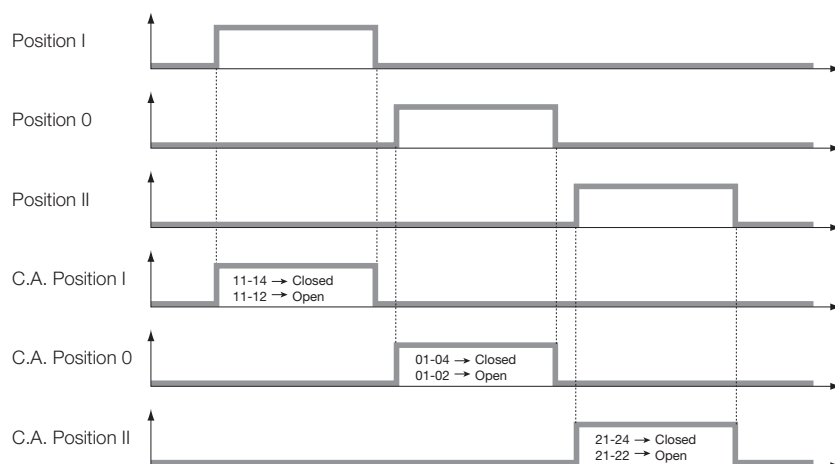 Position I
Position 0
Position II
C.A. Position I
11-14 → Closed
11-12 → Open
C.A. Position 0
01-04 → Closed
01-02 → Open
C.A. Position II
21-24 → Closed
21-22 → Open